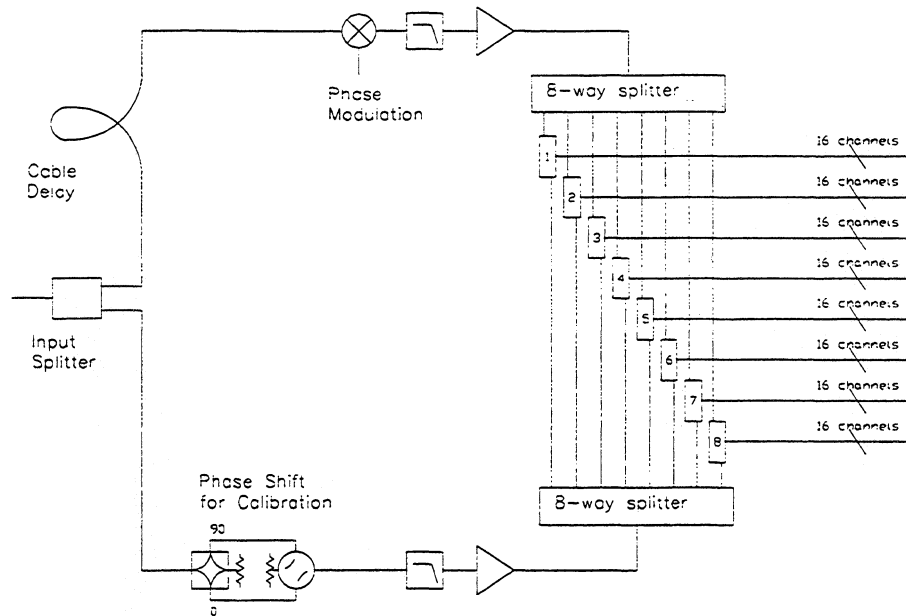 Phase
Modulation
8-way splitter
Cable
Delay
16 channels
1
16 channels
2
16 channels
3
16 channels
4
16 channels
5
16 channels
6
16 channels
7
16 channels
8
Input
Splitter
8-way splitter
Phase Shift
for Calibration
90
0